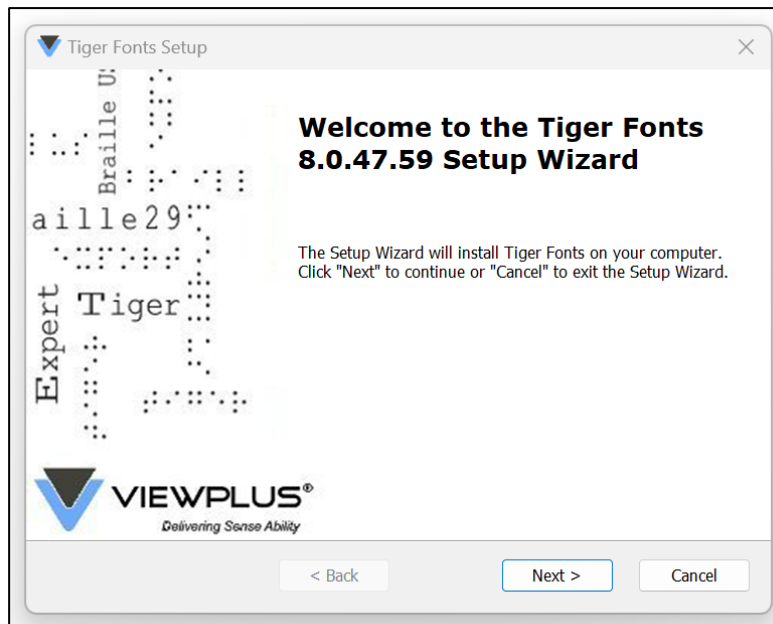 Tiger Fonts Setup
Braille US
aille29
Tiger
Expert
Welcome to the Tiger Fonts
8.0.47.59 Setup Wizard
The Setup Wizard will install Tiger Fonts on your computer.
Click "Next" to continue or "Cancel" to exit the Setup Wizard.
VIEWPLUS®
Delivering Sense Ability
< Back
Next >
Cancel